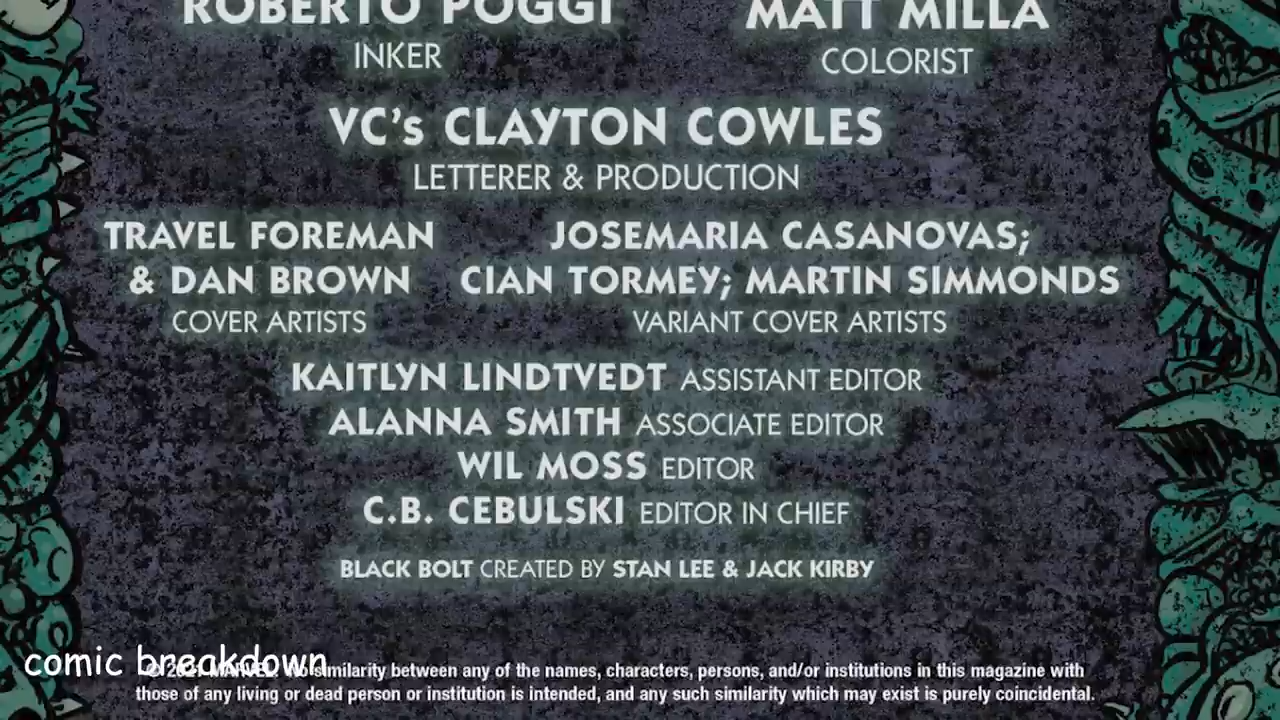 ROBERTO POGGI MATT MILLA
INKER COLORIST
VC's CLAYTON COWLES
LETTERER & PRODUCTION
TRAVEL FOREMAN JOSEMARIA CASANOVAS;
& DAN BROWN CIAN TORMEY; MARTIN SIMMONDS
COVER ARTISTS VARIANT COVER ARTISTS
KAITLYN LINDTVEDT ASSISTANT EDITOR
ALANNA SMITH ASSOCIATE EDITOR
WIL MOSS EDITOR
C.B. CEBULSKI EDITOR IN CHIEF
BLACK BOLT CREATED BY STAN LEE & JACK KIRBY
comic breakdown
© MARVEL. No similarity between any of the names, characters, persons, and/or institutions in this magazine with
those of any living or dead person or institution is intended, and any such similarity which may exist is purely coincidental.